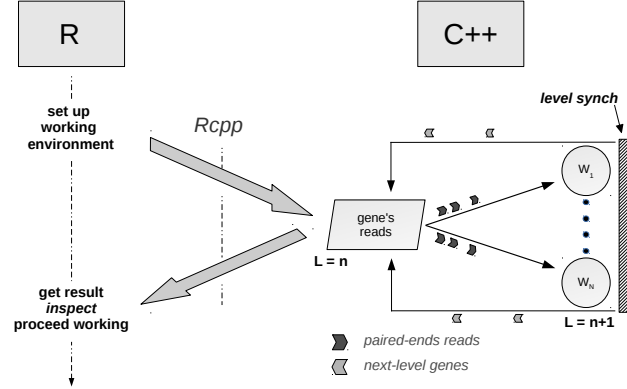 R
C++
level synch
set up
working
environment
Rcpp
W1
gene's
reads
L = n
WN
L = n+1
get result
inspect
proceed working
paired-ends reads
next-level genes